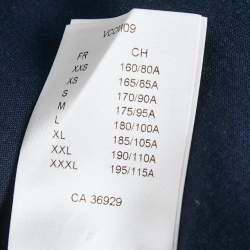 FR CH
XXS 160/80A
XS 165/85A
S 170/90A
M 175/95A
L 180/100A
XL 185/105A
XXL 190/110A
XXXL 195/115A
CA 36929